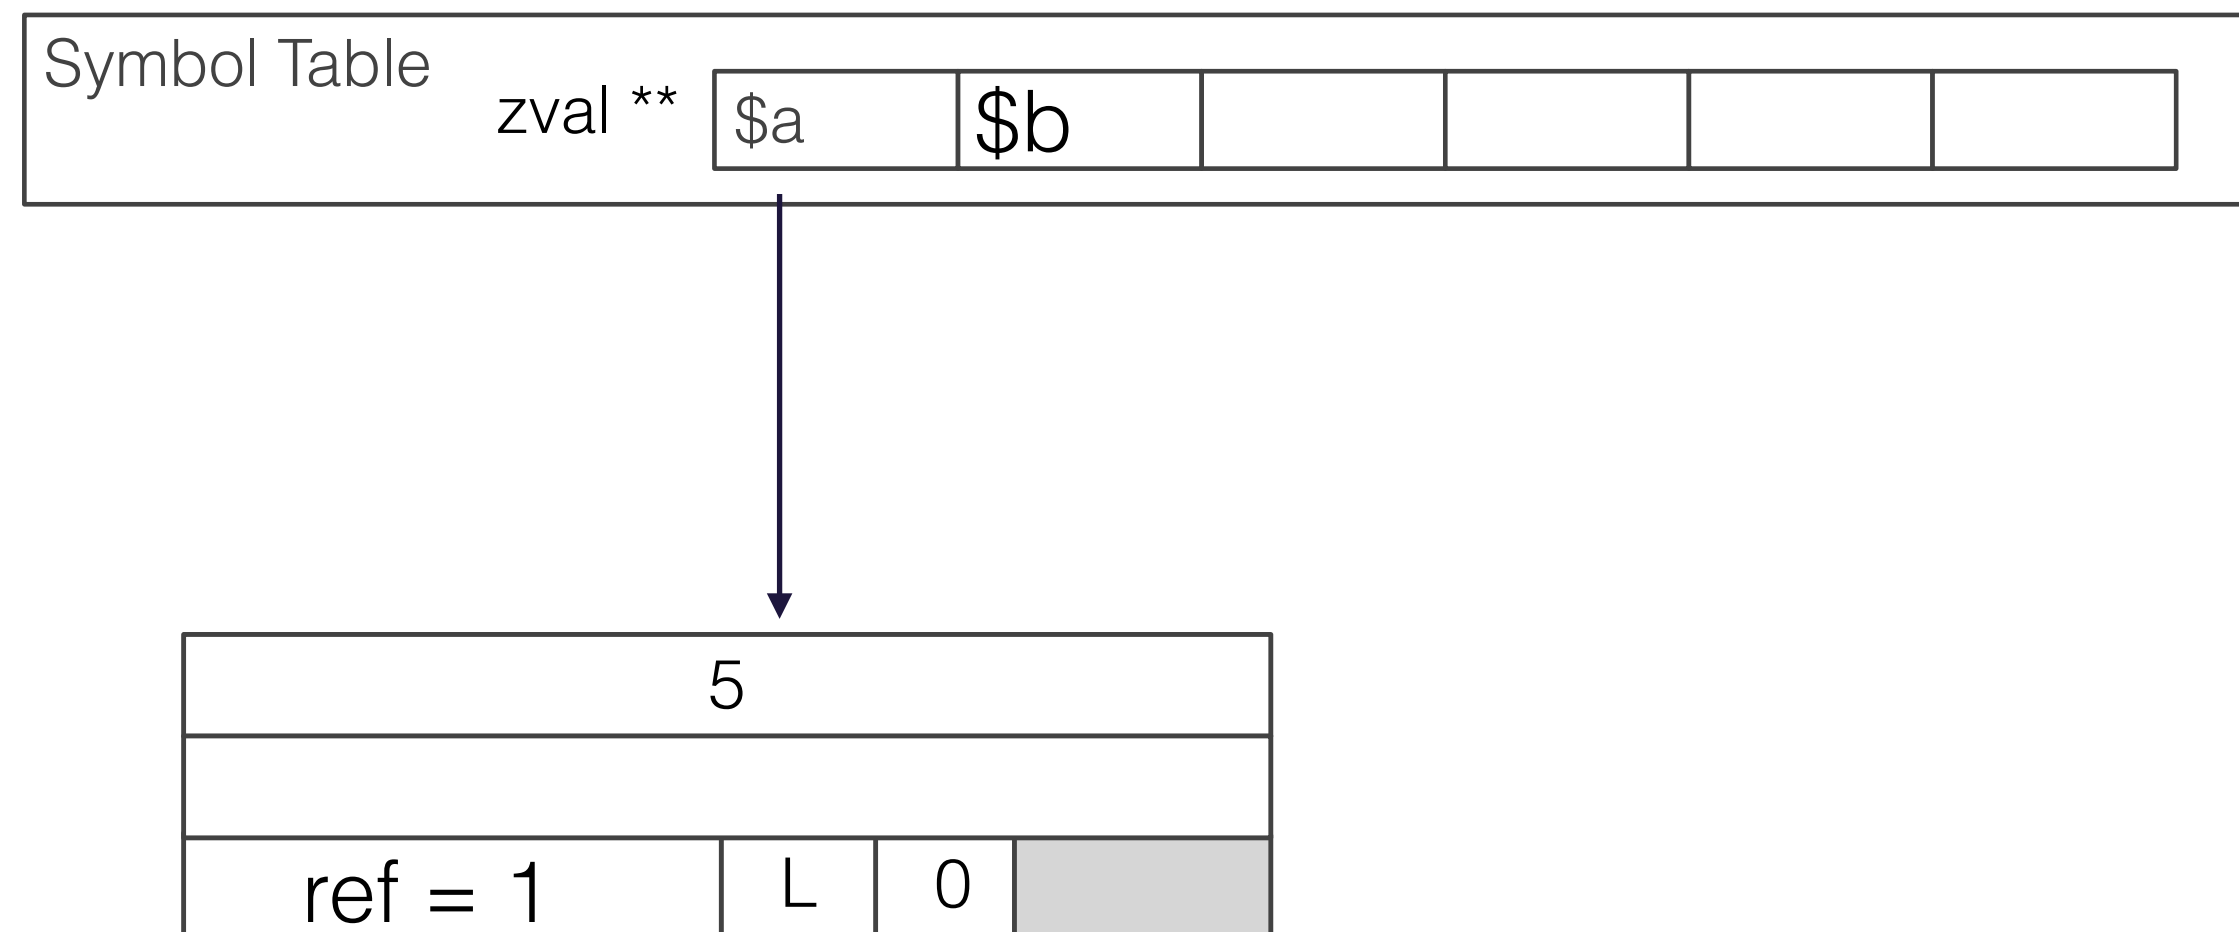 Symbol Table
zval ** $a $b
5
ref = 1 L 0